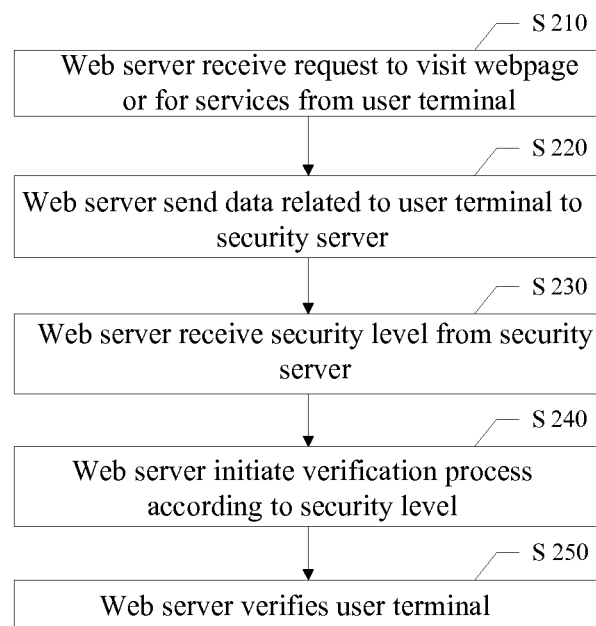 S 210
Web server receive request to visit webpage
or for services from user terminal
S 220
Web server send data related to user terminal to
security server
S 230
Web server receive security level from security
server
S 240
Web server initiate verification process
according to security level
S 250
Web server verifies user terminal